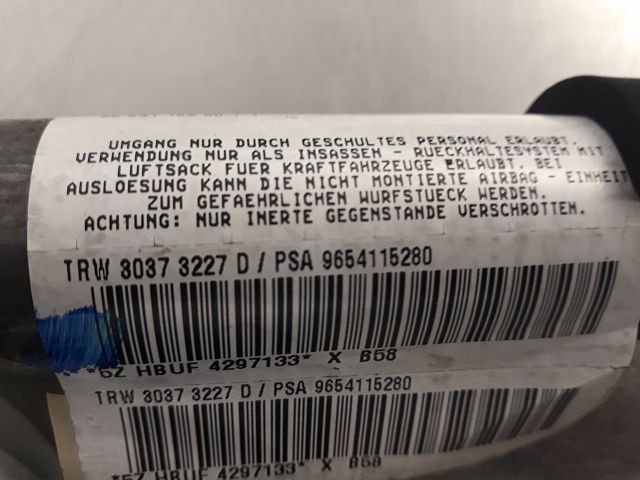 UMGANG NUR DURCH GESCHULTES PERSONAL ERLAUBT.
VERWENDUNG NUR ALS INSASSEN - RUECKHALTESYSTEM MIT
LUFTSACK FUER KRAFTFAHRZEUGE ERLAUBT. BEI
AUSLOESUNG KANN DIE NICHT MONTIERTE AIRBAG - EINHEIT
ZUM GEFAEHRLICHEN WURFSTUECK WERDEN.
ACHTUNG: NUR INERTE GEGENSTANDE VERSCHROTTEN.
TRW 3037 3227 D / PSA 9654115280
*5Z HBUF 4297133* X B58
TRW 3037 3227 D / PSA 9654115280
*5Z HBUF 4297133* X B58